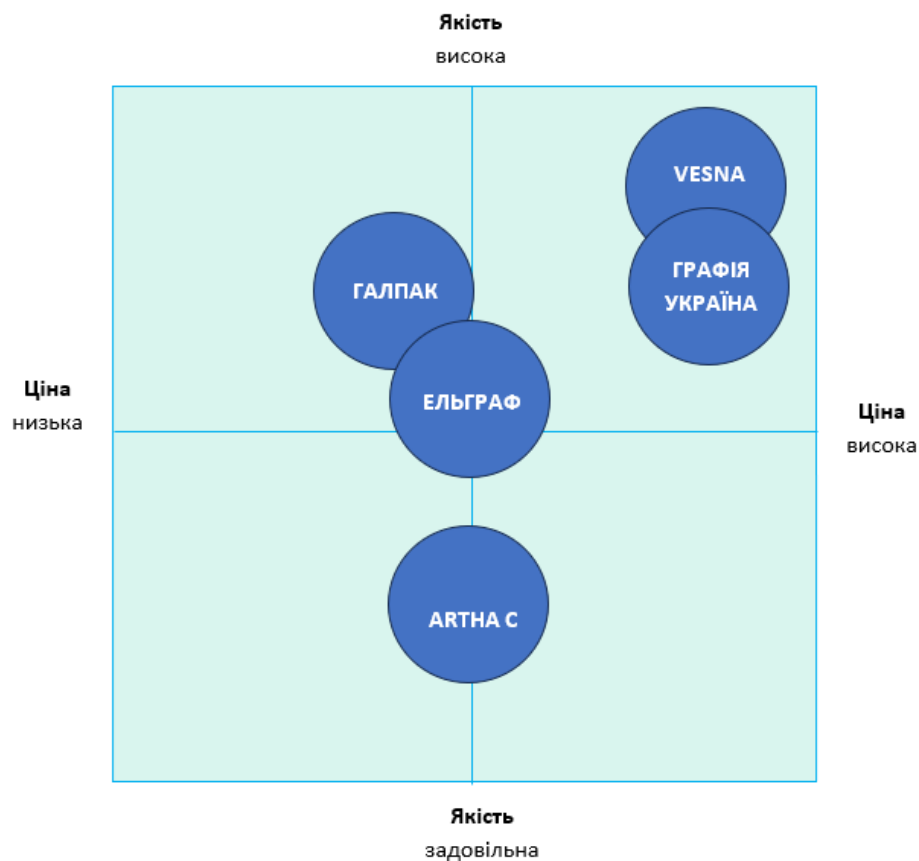 Якість
висока
VESNA
ГРАФІЯ
УКРАЇНА
ГАЛПАК
ЕЛЬГРАФ
Ціна
низька
Ціна
висока
ARTHA C
Якість
задовільна